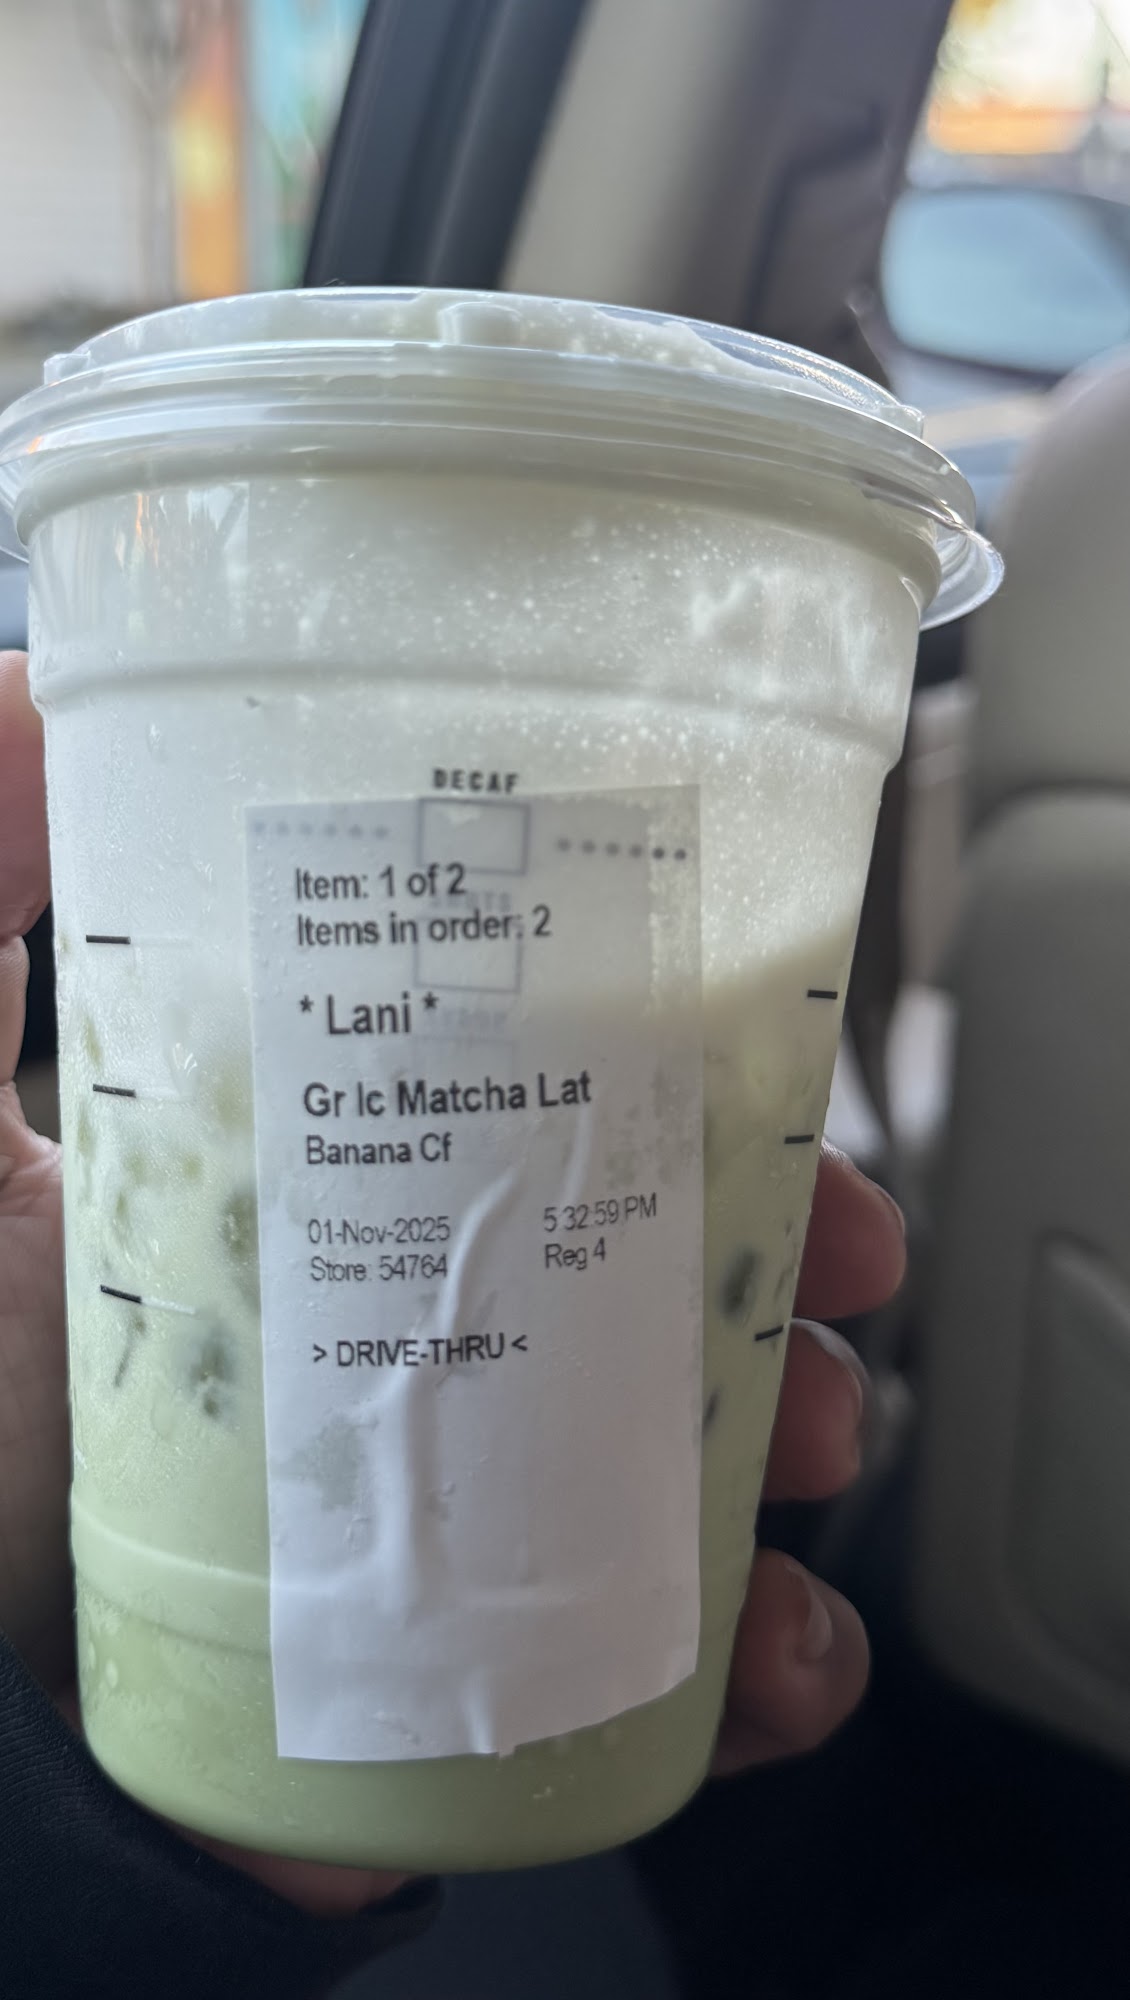 DECAF
Item: 1 of 2
Items in order: 2
* Lani *
Gr Ic Matcha Lat
Banana Cf
01-Nov-2025 5:32:59 PM
Store: 54764 Reg 4
> DRIVE-THRU <